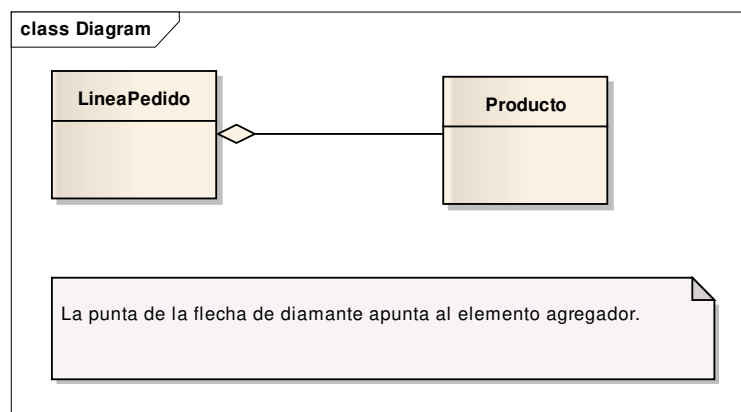 class Diagram
LineaPedido
Producto
La punta de la flecha de diamante apunta al elemento agregador.